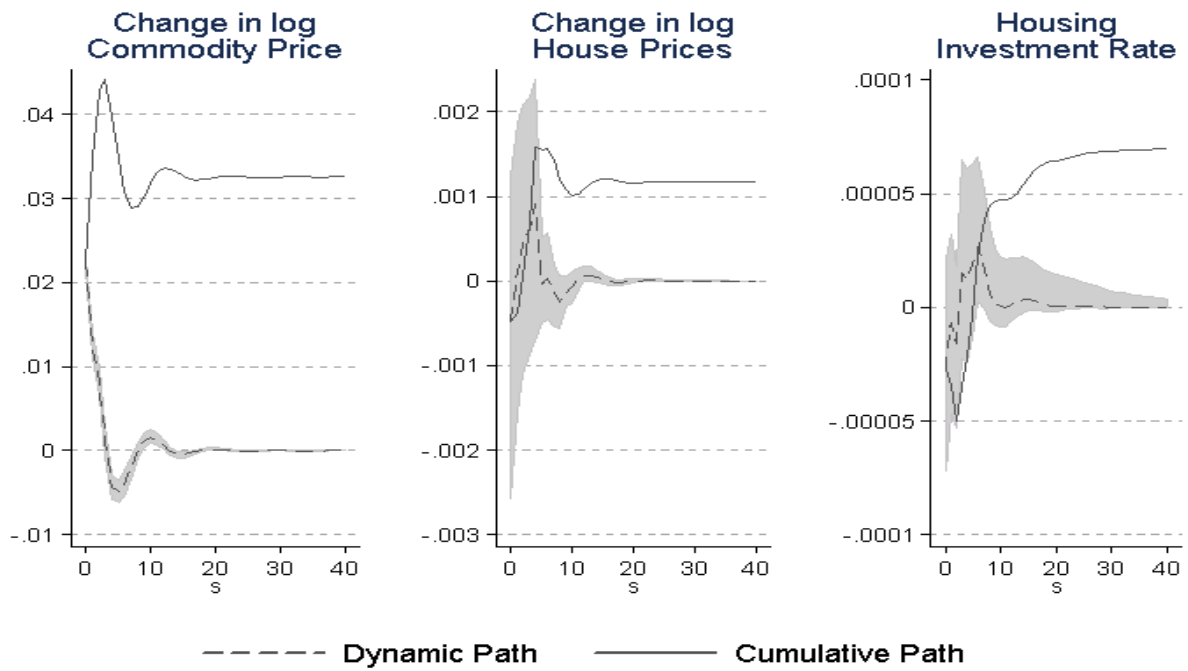 Change in log
Commodity Price
.04
.03
.02
.01
0
-.01
0 10 20 30 40
s
Change in log
House Prices
.002
.001
0
-.001
-.002
-.003
0 10 20 30 40
s
Housing
Investment Rate
.0001
.00005
0
-.00005
-.0001
0 10 20 30 40
s
Dynamic Path Cumulative Path